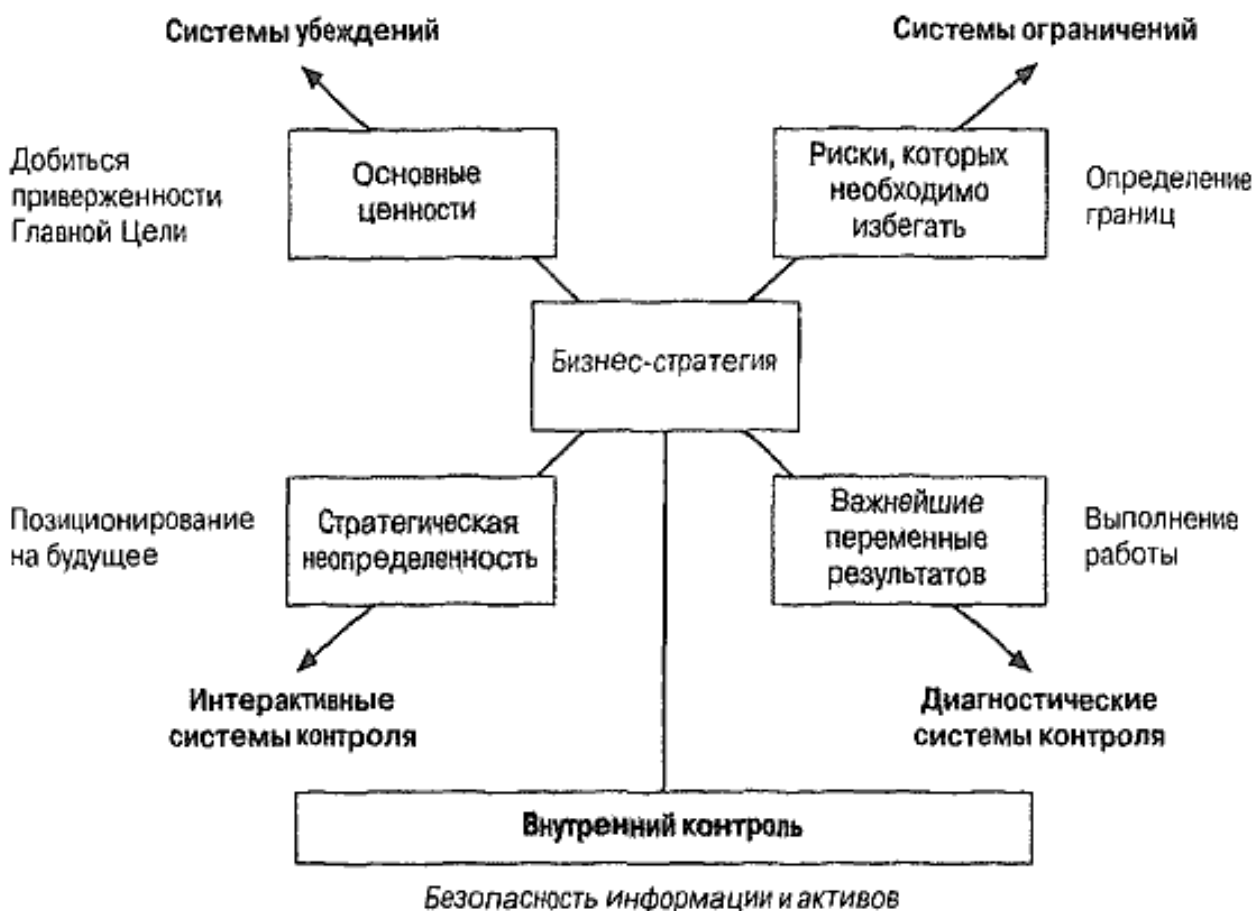 Системы убеждений
Системы ограничений
Добиться
приверженности
Главной Цели
Основные
ценности
Риски, которых
необходимо
избегать
Определение
границ
Бизнес-стратегия
Позиционирование
на будущее
Стратегическая
неопределенность
Важнейшие
переменные
результатов
Выполнение
работы
Интерактивные
системы контроля
Диагностические
системы контроля
Внутренний контроль
Безопасность информации и активов